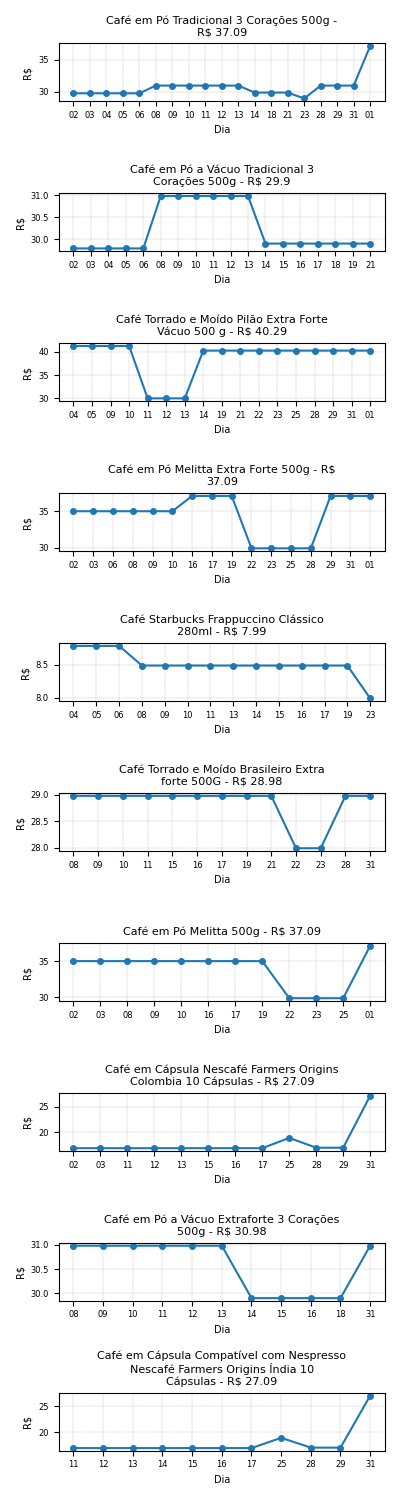 Café em Pó Tradicional 3 Corações 500g -
R$ 37.09
R$
35
30
02 03 04 05 06 08 09 10 11 12 13 14 18 21 23 28 29 31 01
Dia
Café em Pó a Vácuo Tradicional 3
Corações 500g - R$ 29.9
R$
31.0
30.5
30.0
02 03 04 05 06 08 09 10 11 12 13 14 15 16 17 18 19 21
Dia
Café Torrado e Moído Pilão Extra Forte
Vácuo 500 g - R$ 40.29
R$
40
35
30
04 05 09 10 11 12 13 14 19 21 22 23 25 28 29 31 01
Dia
Café em Pó Melitta Extra Forte 500g - R$
37.09
R$
35
30
02 03 06 08 09 10 16 17 19 22 23 25 28 29 31 01
Dia
Café Starbucks Frappuccino Clássico
280ml - R$ 7.99
R$
8.5
8.0
04 05 06 08 09 10 11 13 14 15 16 17 19 23
Dia
Café Torrado e Moído Brasileiro Extra
forte 500G - R$ 28.98
R$
29.0
28.5
28.0
08 09 10 11 15 16 17 19 21 22 23 28 31
Dia
Café em Pó Melitta 500g - R$ 37.09
R$
35
30
02 03 08 09 10 16 17 19 22 23 25 01
Dia
Café em Cápsula Nescafé Farmers Origins
Colombia 10 Cápsulas - R$ 27.09
R$
25
20
02 03 11 12 13 15 16 17 25 28 29 31
Dia
Café em Pó a Vácuo Extraforte 3 Corações
500g - R$ 30.98
R$
31.0
30.5
30.0
08 09 10 11 12 13 14 15 16 18 31
Dia
Café em Cápsula Compatível com Nespresso
Nescafé Farmers Origins Índia 10
Cápsulas - R$ 27.09
R$
25
20
11 12 13 14 15 16 17 25 28 29 31
Dia